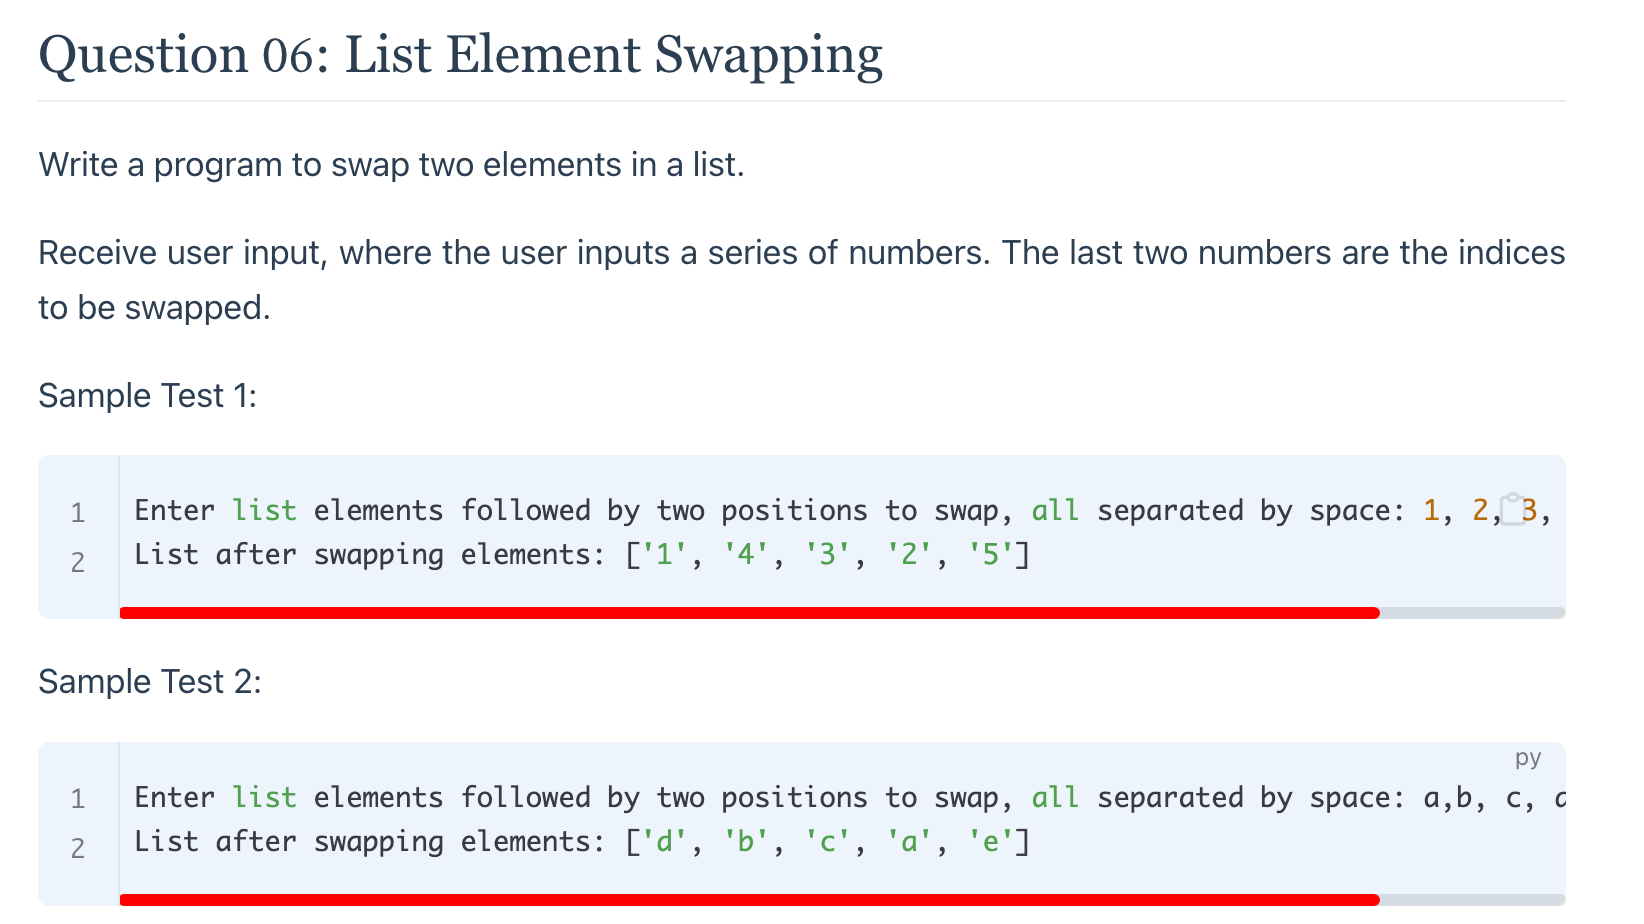 Question 06: List Element Swapping
Write a program to swap two elements in a list.
Receive user input, where the user inputs a series of numbers. The last two numbers are the indices
to be swapped.
Sample Test 1:
1 Enter list elements followed by two positions to swap, all separated by space: 1, 2, 3,
2 List after swapping elements: ['1', '4', '3', '2', '5']
Sample Test 2:
py
1 Enter list elements followed by two positions to swap, all separated by space: a,b, c,
2 List after swapping elements: ['d', 'b', 'c', 'a', 'e']